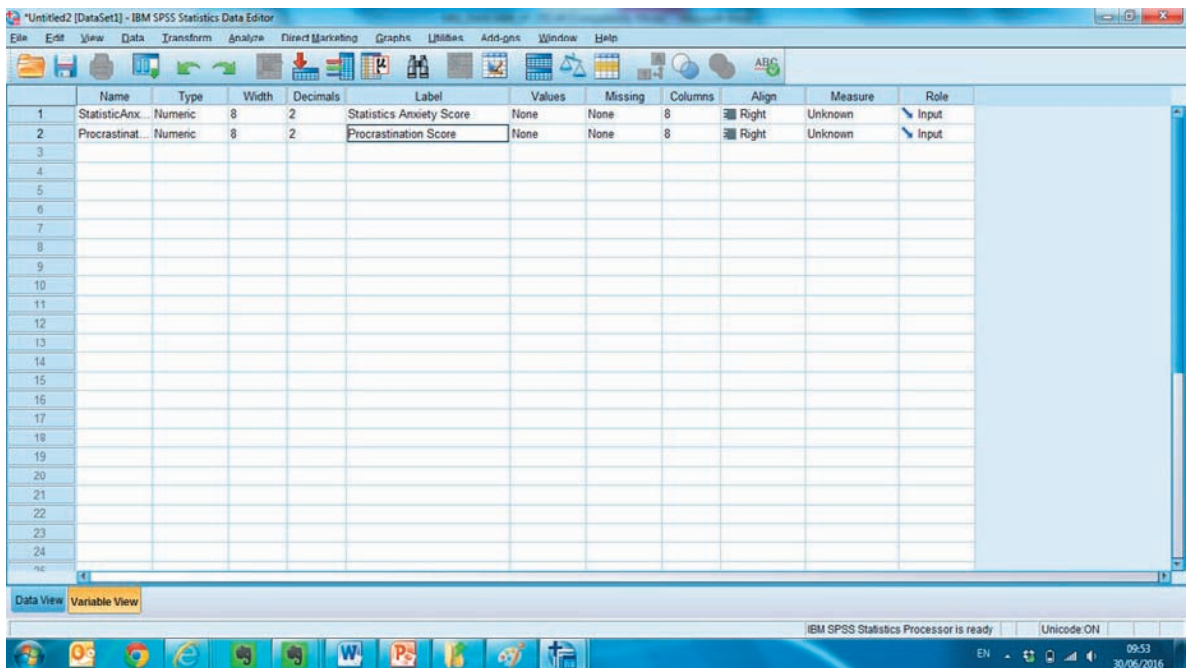 *Untitled2 [DataSet1] - IBM SPSS Statistics Data Editor
File Edit View Data Transform Analyze Direct Marketing Graphs Utilities Add-ons Window Help
ABC
Name Type Width Decimals Label Values Missing Columns Align Measure Role
1 StatisticAnx... Numeric 8 2 Statistics Anxiety Score None None 8 Right Unknown Input
2 Procrastinat... Numeric 8 2 Procrastination Score None None 8 Right Unknown Input
3
4
5
6
7
8
9
10
11
12
13
14
15
16
17
18
19
20
21
22
23
24
Data View Variable View
IBM SPSS Statistics Processor is ready Unicode:ON
EN 09:53
30/06/2016